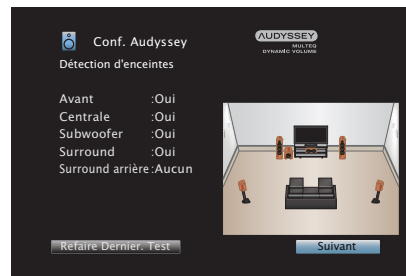 Conf. Audyssey
AUDYSSEY
MULTEQ
DYNAMIC VOLUME
Détection d'enceintes
Avant :Oui
Centrale :Oui
Subwoofer :Oui
Surround :Oui
Surround arrière :Aucun
Refaire Dernier. Test
Suivant